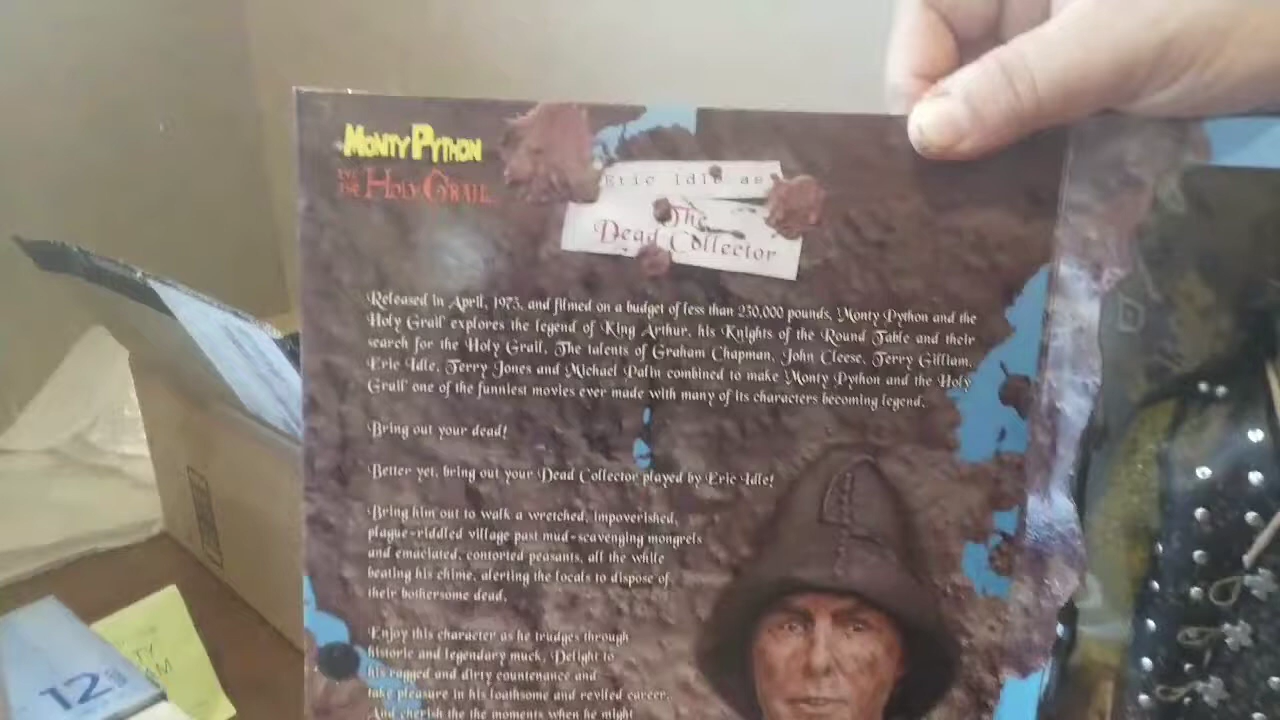 MONTY PYTHON
AND THE HOLY GRAIL
Eric Idle as
The
Dead Collector
Released in April, 1975, and filmed on a budget of less than 230,000 pounds, 'Monty Python and the
Holy Grail' explores the legend of King Arthur, his Knights of the Round Table and their
search for the Holy Grail. The talents of Graham Chapman, John Cleese, Terry Gilliam,
Eric Idle, Terry Jones and Michael Palin combined to make 'Monty Python and the Holy
Grail' one of the funniest movies ever made with many of its characters becoming legend.
Bring out your dead!
Better yet, bring out your Dead Collector played by Eric Idle!
Bring him out to walk a wretched, impoverished,
plague-riddled village past mud-scavenging mongrels
and emaciated, contorted peasants, all the while
beating his chime, alerting the locals to dispose of
their bothersome dead.
Enjoy this character as he trudges through
historic and legendary muck. Delight to
his ragged and dirty countenance and
take pleasure in his loathsome and reviled career.
And cherish the the moments when he might
12